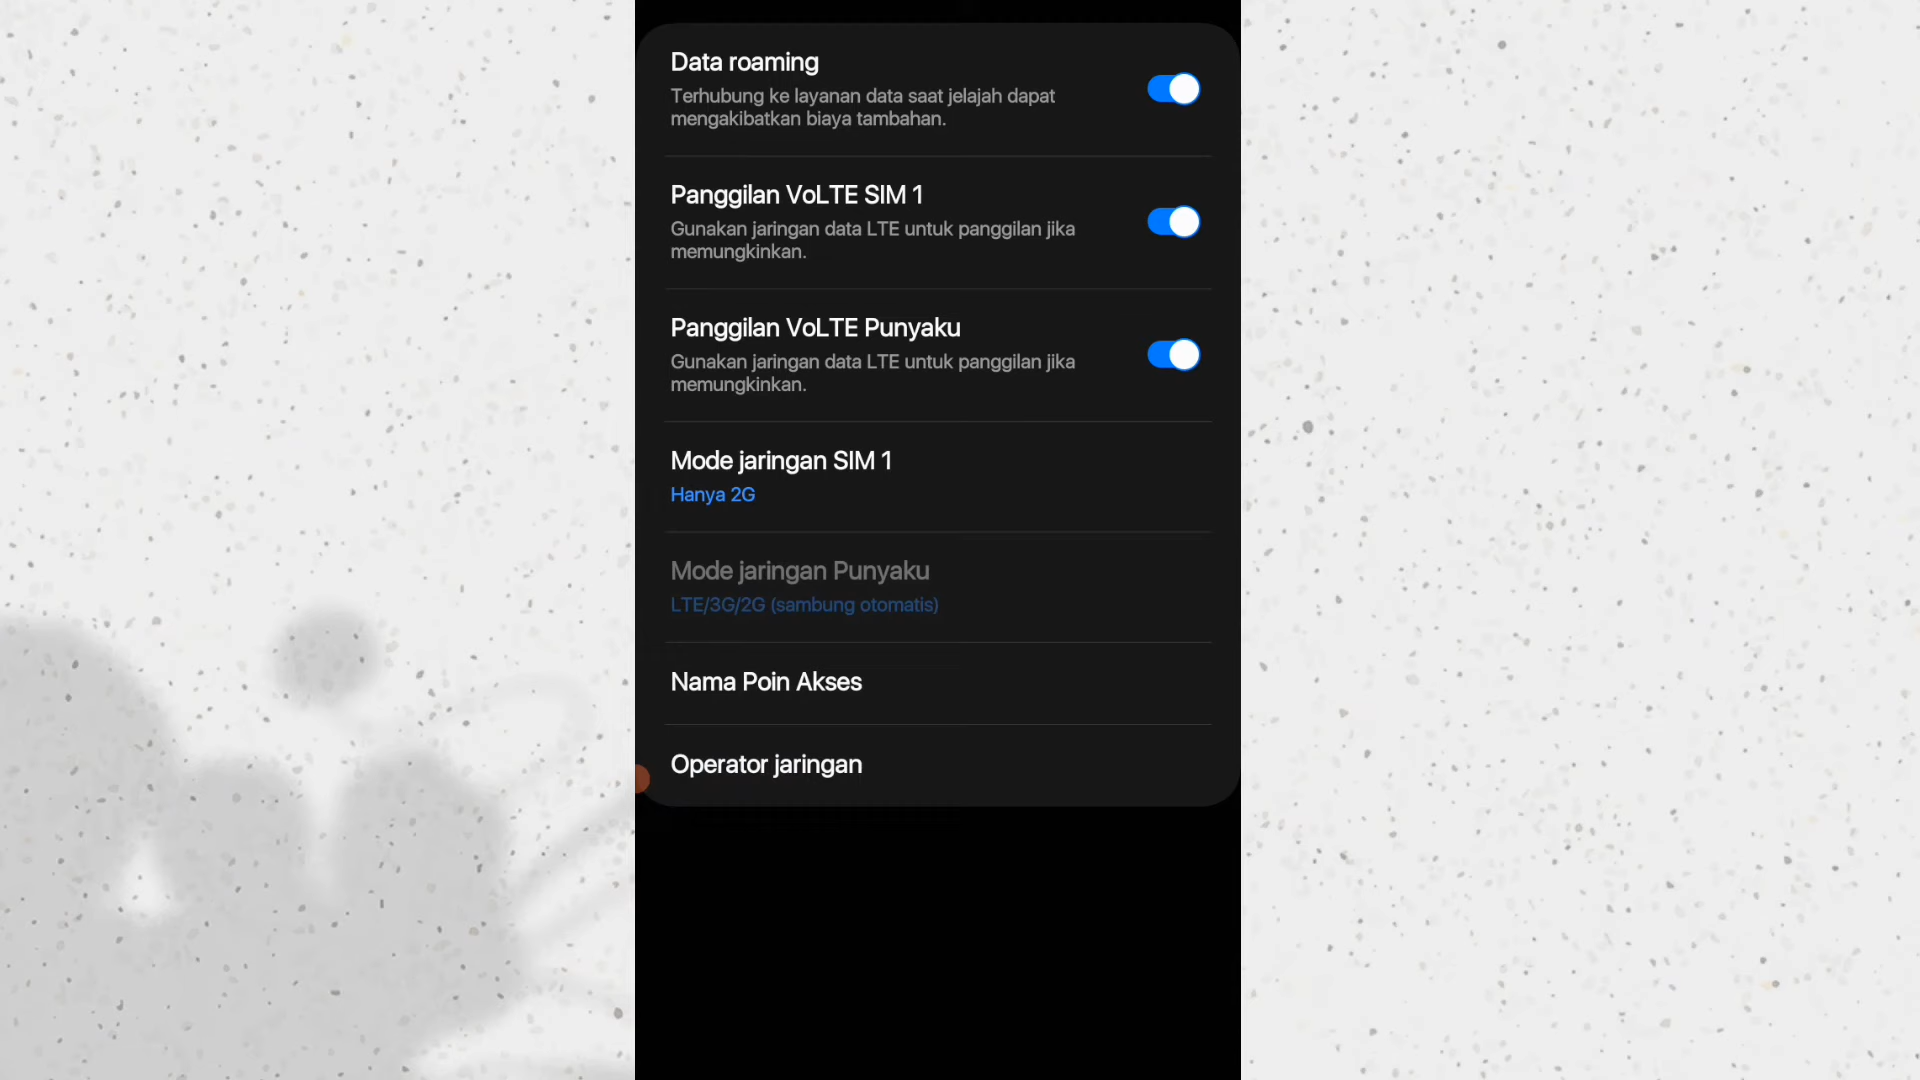 Data roaming
Terhubung ke layanan data saat jelajah dapat
mengakibatkan biaya tambahan.
Panggilan VoLTE SIM 1
Gunakan jaringan data LTE untuk panggilan jika
memungkinkan.
Panggilan VoLTE Punyaku
Gunakan jaringan data LTE untuk panggilan jika
memungkinkan.
Mode jaringan SIM 1
Hanya 2G
Mode jaringan Punyaku
LTE/3G/2G (sambung otomatis)
Nama Poin Akses
Operator jaringan